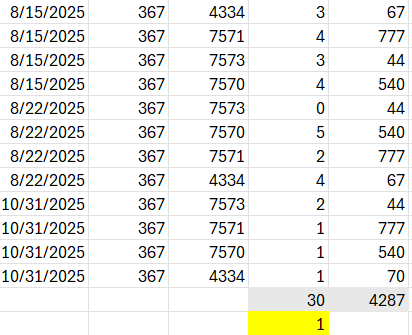 8/15/2025 367 4334 3 67
8/15/2025 367 7571 4 777
8/15/2025 367 7573 3 44
8/15/2025 367 7570 4 540
8/22/2025 367 7573 0 44
8/22/2025 367 7570 5 540
8/22/2025 367 7571 2 777
8/22/2025 367 4334 4 67
10/31/2025 367 7573 2 44
10/31/2025 367 7571 1 777
10/31/2025 367 7570 1 540
10/31/2025 367 4334 1 70
30 4287
1